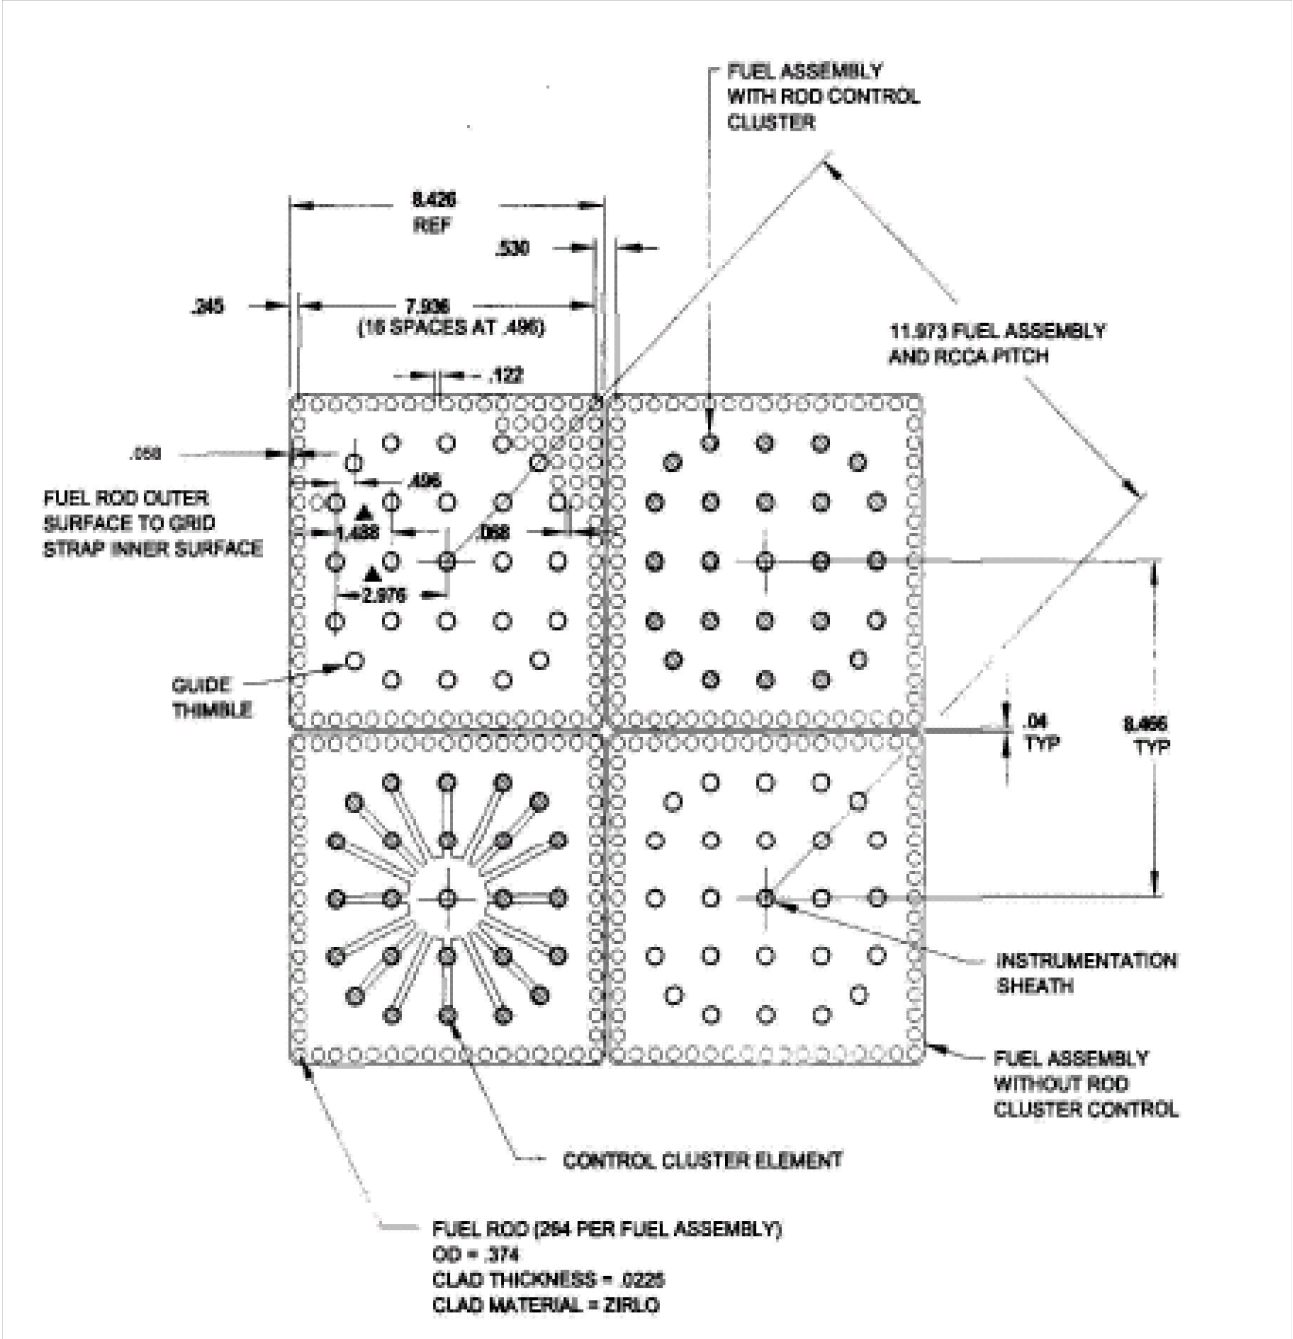 FUEL ASSEMBLY
WITH ROD CONTROL
CLUSTER
8.426
REF
.530
.245
7.936
(16 SPACES AT .496)
11.973 FUEL ASSEMBLY
AND RCCA PITCH
.122
.058
.496
FUEL ROD OUTER
SURFACE TO GRID
STRAP INNER SURFACE
1.488
.088
2.976
GUIDE
THIMBLE
.04
TYP
8.466
TYP
INSTRUMENTATION
SHEATH
FUEL ASSEMBLY
WITHOUT ROD
CLUSTER CONTROL
CONTROL CLUSTER ELEMENT
FUEL ROD (264 PER FUEL ASSEMBLY)
OD = .374
CLAD THICKNESS = .0225
CLAD MATERIAL = ZIRLO